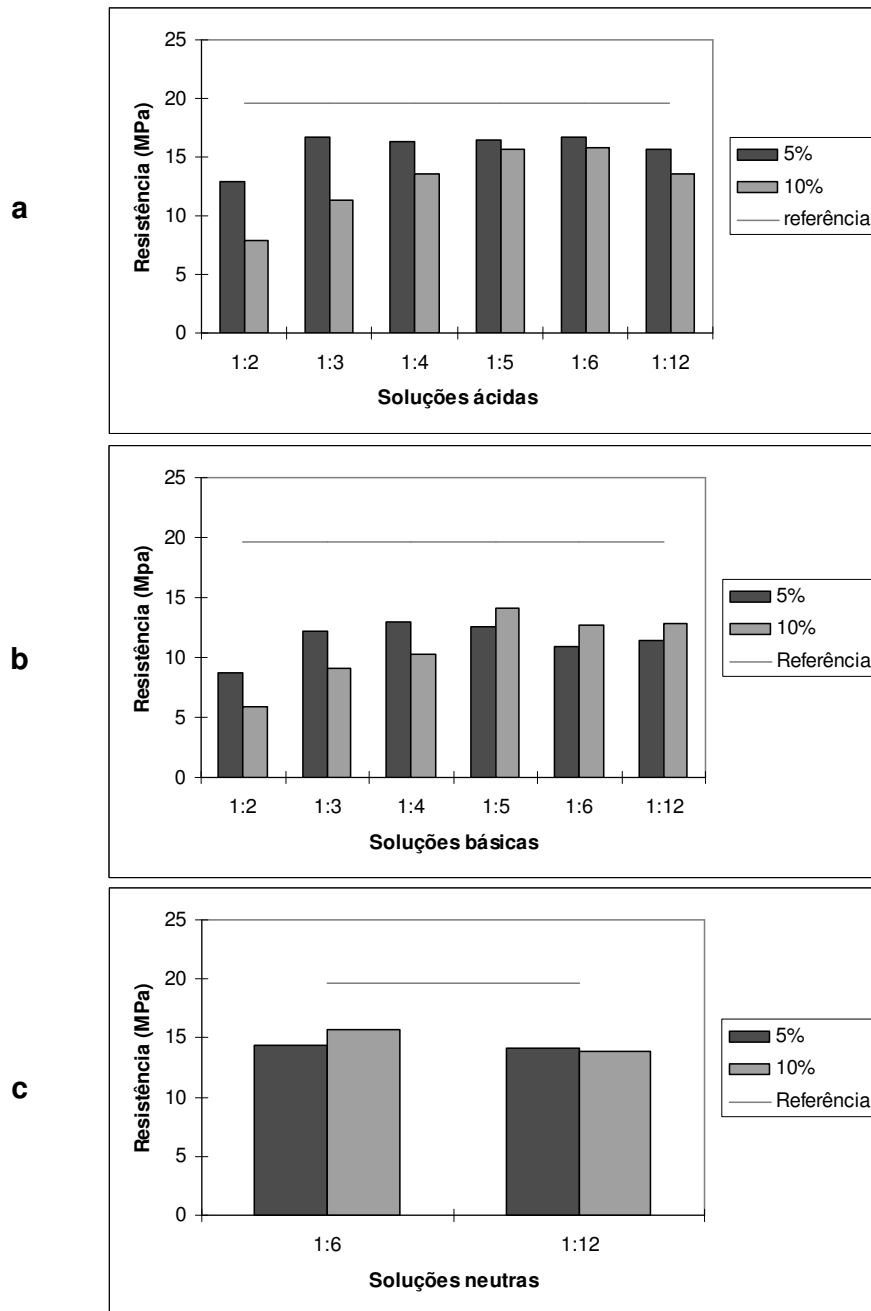 a
Resistência (MPa)
25
20
15
10
5
0
1:2 1:3 1:4 1:5 1:6 1:12
Soluções ácidas
5%
10%
referência
b
Resistência (Mpa)
25
20
15
10
5
0
1:2 1:3 1:4 1:5 1:6 1:12
Soluções básicas
5%
10%
Referência
c
Resistência (MPa)
25
20
15
10
5
0
1:6 1:12
Soluções neutras
5%
10%
Referência